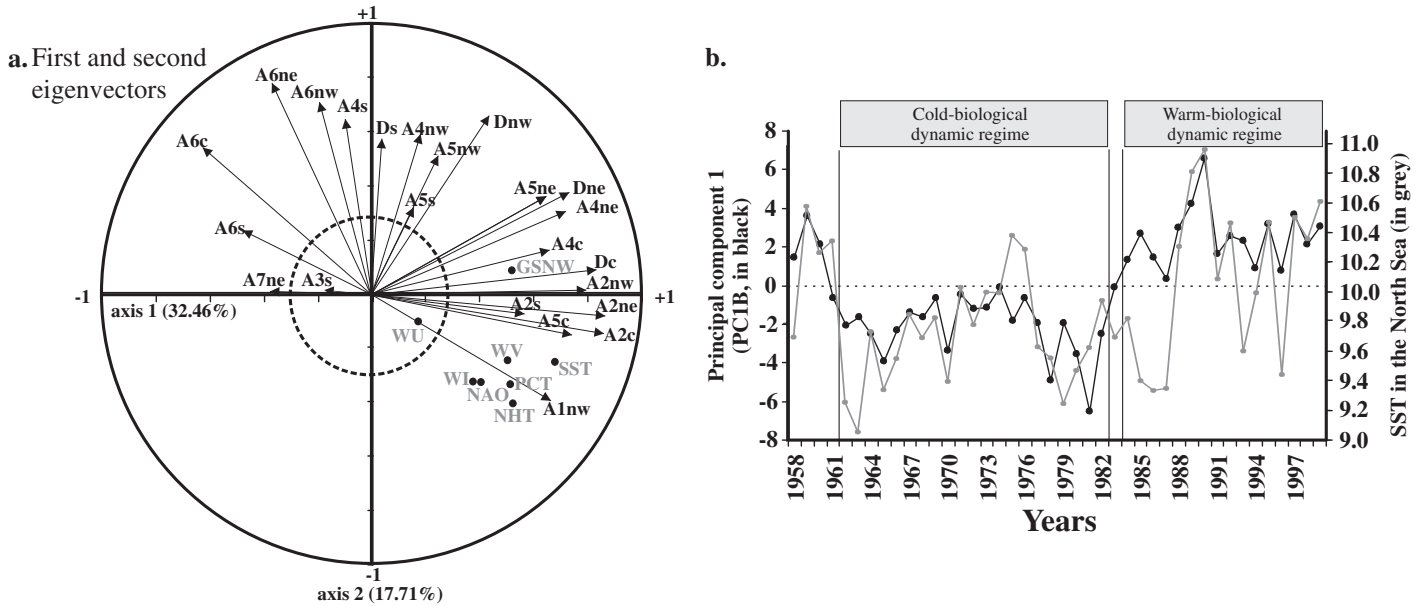 a. First and second
eigenvectors
+1
A6ne
A6nw
A4s
A6c
Ds
A4nw
Dnw
A5nw
A5s
A5ne
Dne
A4ne
A6s
A4c
GSNW
Dc
A7ne
A3s
A2nw
-1
+1
axis 1 (32.46%)
A2s
A2ne
A5c
A2c
WU
WV
SST
WI
NAO
PCT
NHT
A1nw
-1
axis 2 (17.71%)
b.
Cold-biological
dynamic regime
Warm-biological
dynamic regime
Principal component 1
(PC1B, in black)
8
6
4
2
0
-2
-4
-6
-8
11.0
10.8
10.6
10.4
10.2
10.0
9.8
9.6
9.4
9.2
9.0
SST in the North Sea (in grey)
1958
1961
1964
1967
1970
1973
1976
1979
1982
1985
1988
1991
1994
1997
Years